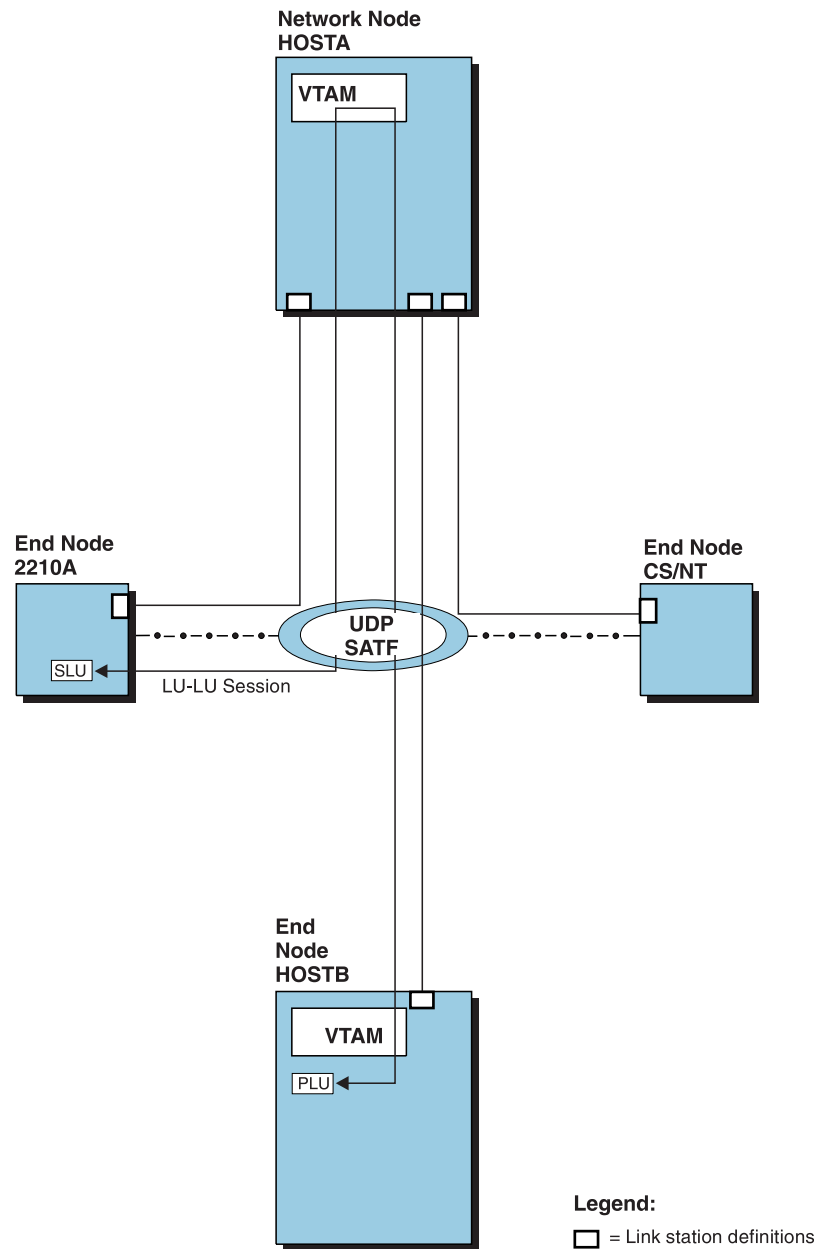 Network Node
HOSTA
VTAM
End Node
2210A
End Node
CS/NT
UDP
SATF
SLU
LU-LU Session
End
Node
HOSTB
VTAM
PLU
Legend:
= Link station definitions